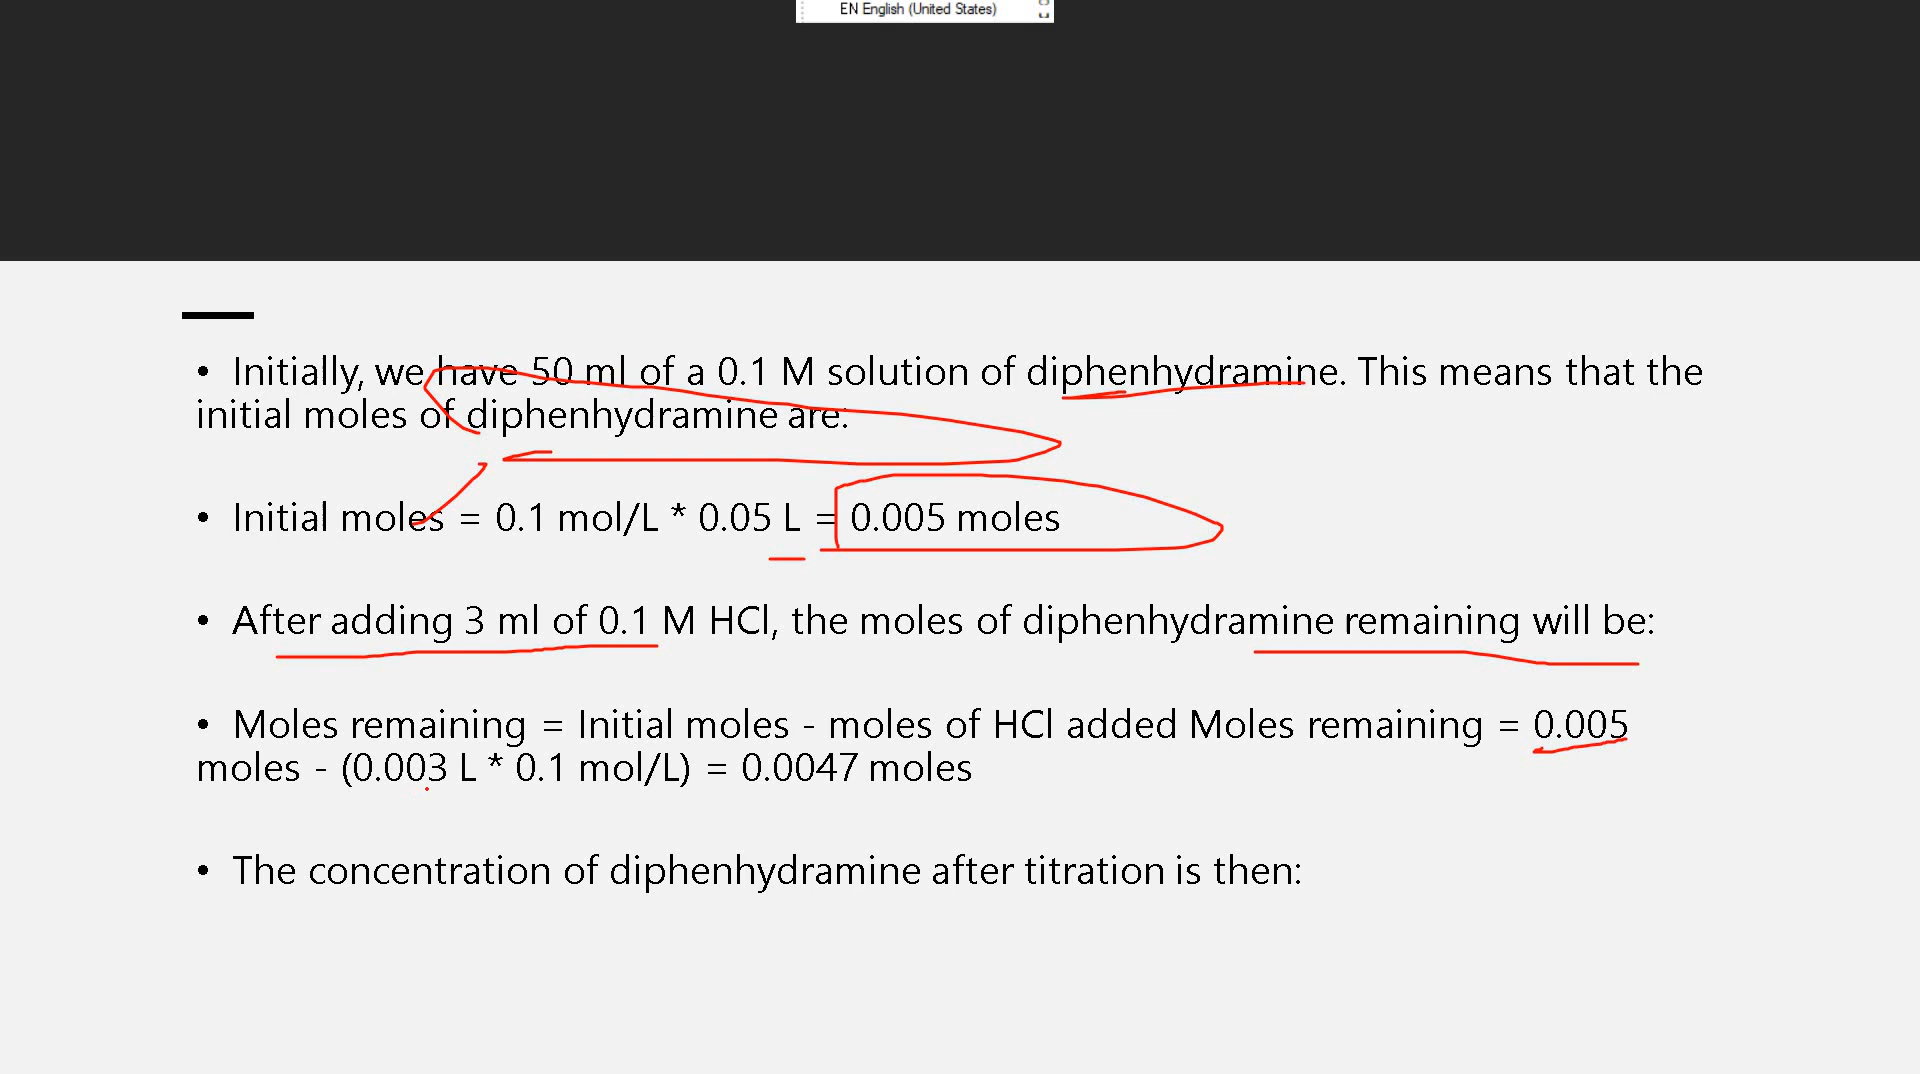 EN English (United States)
• Initially, we have 50 ml of a 0.1 M solution of diphenhydramine. This means that the
initial moles of diphenhydramine are:
• Initial moles = 0.1 mol/L * 0.05 L = 0.005 moles
• After adding 3 ml of 0.1 M HCl, the moles of diphenhydramine remaining will be:
• Moles remaining = Initial moles - moles of HCl added Moles remaining = 0.005
moles - (0.003 L * 0.1 mol/L) = 0.0047 moles
• The concentration of diphenhydramine after titration is then: